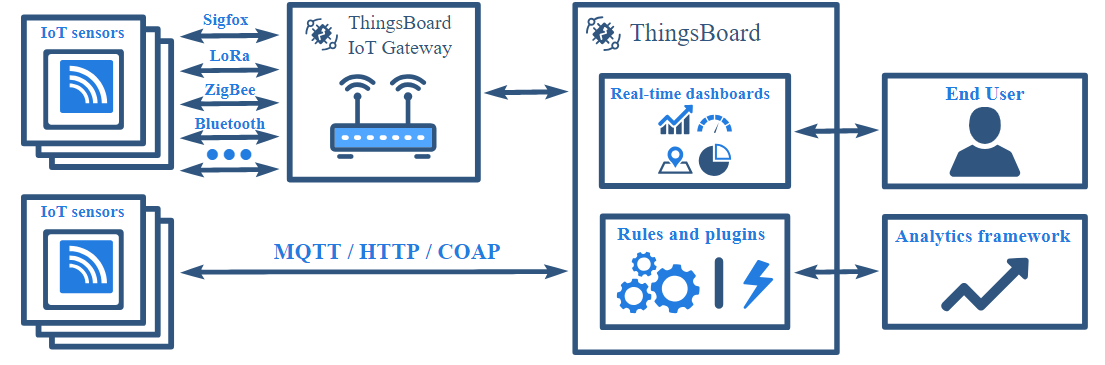 IoT sensors
Sigfox
LoRa
ZigBee
Bluetooth
ThingsBoard
IoT Gateway
ThingsBoard
Real-time dashboards
End User
IoT sensors
MQTT / HTTP / COAP
Rules and plugins
Analytics framework